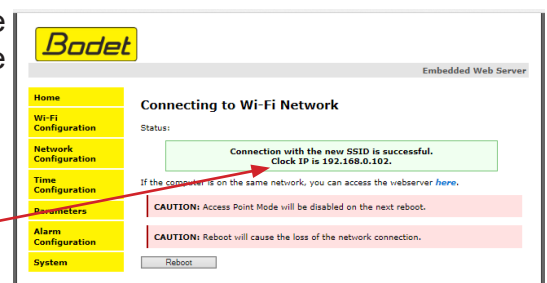 e
e
Bodet
Embedded Web Server
Home
Wi-Fi
Configuration
Network
Configuration
Time
Configuration
Parameters
Alarm
Configuration
System
Connecting to Wi-Fi Network
Status:
Connection with the new SSID is successful.
Clock IP is 192.168.0.102.
If the computer is on the same network, you can access the webserver here.
CAUTION: Access Point Mode will be disabled on the next reboot.
CAUTION: Reboot will cause the loss of the network connection.
Reboot